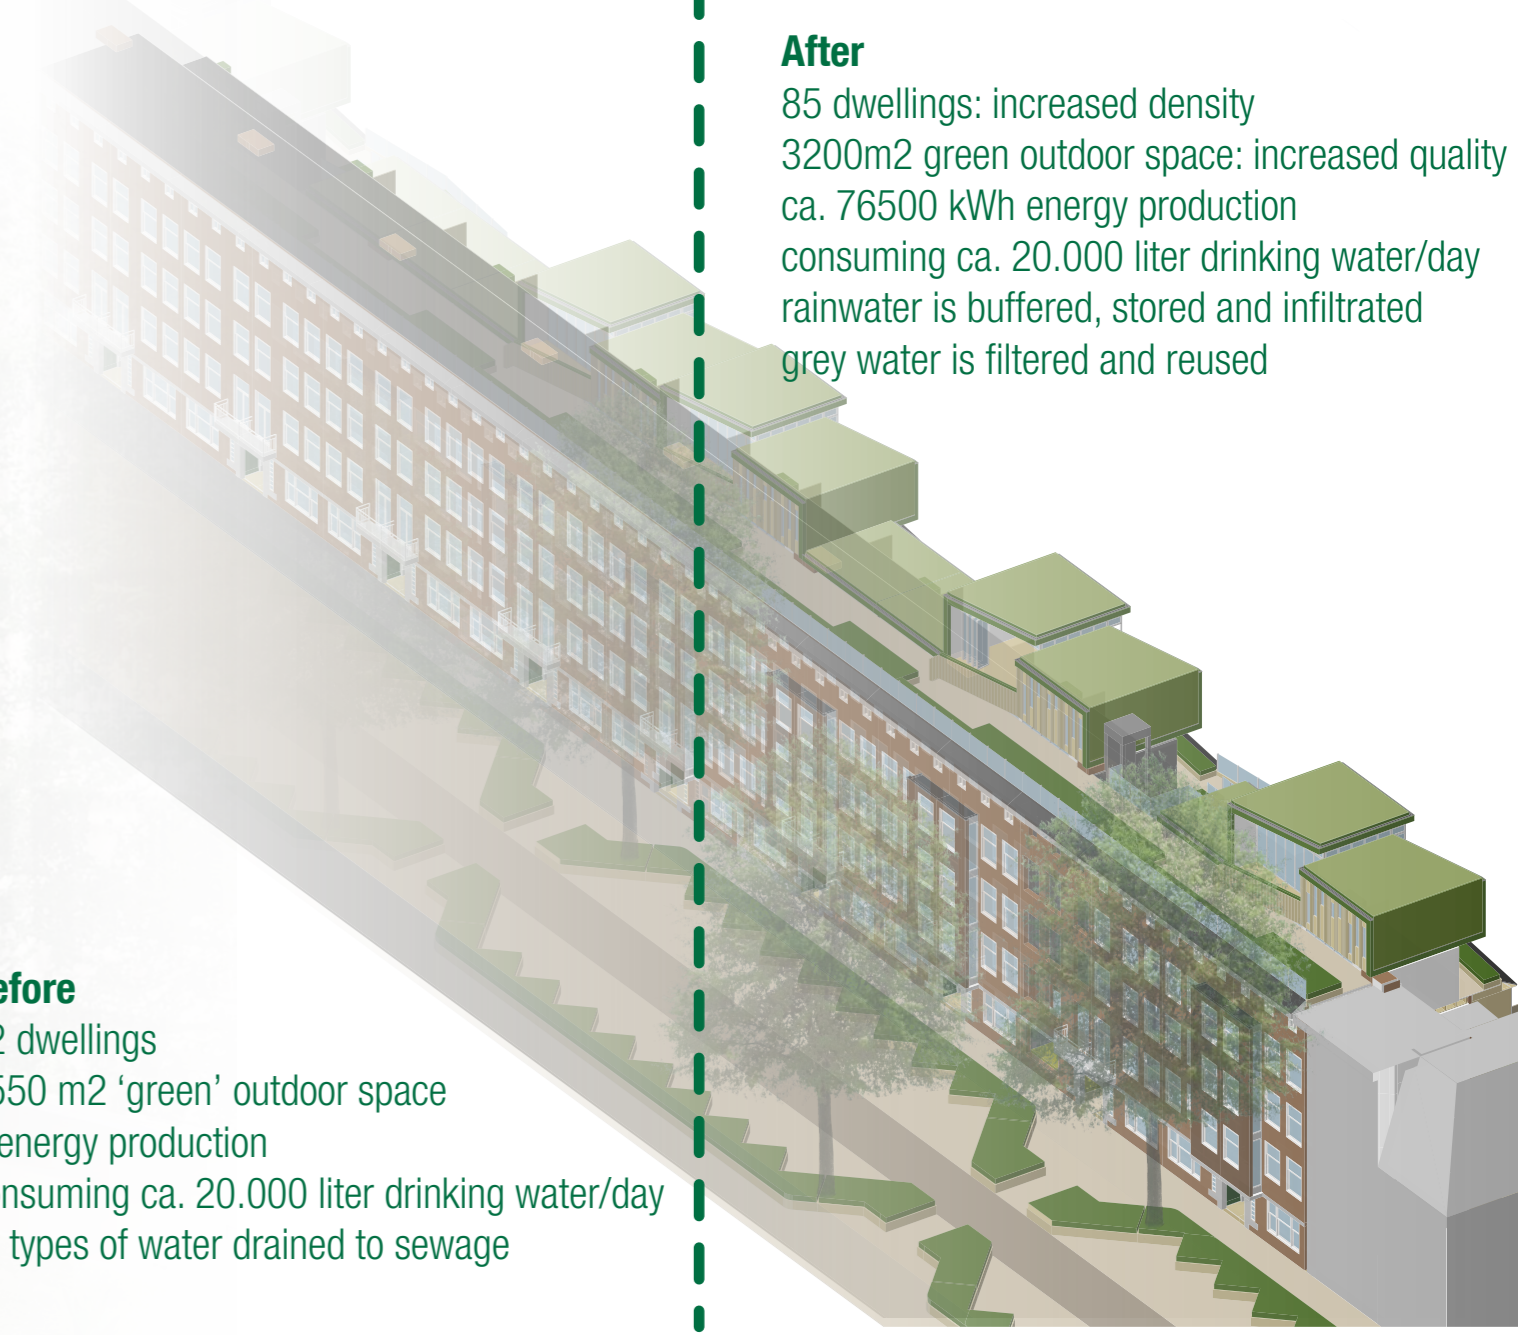 After
85 dwellings: increased density
3200m2 green outdoor space: increased quality
ca. 76500 kWh energy production
consuming ca. 20.000 liter drinking water/day
rainwater is buffered, stored and infiltrated
grey water is filtered and reused
efore
2 dwellings
550 m2 ‘green’ outdoor space
energy production
nsuming ca. 20.000 liter drinking water/day
types of water drained to sewage